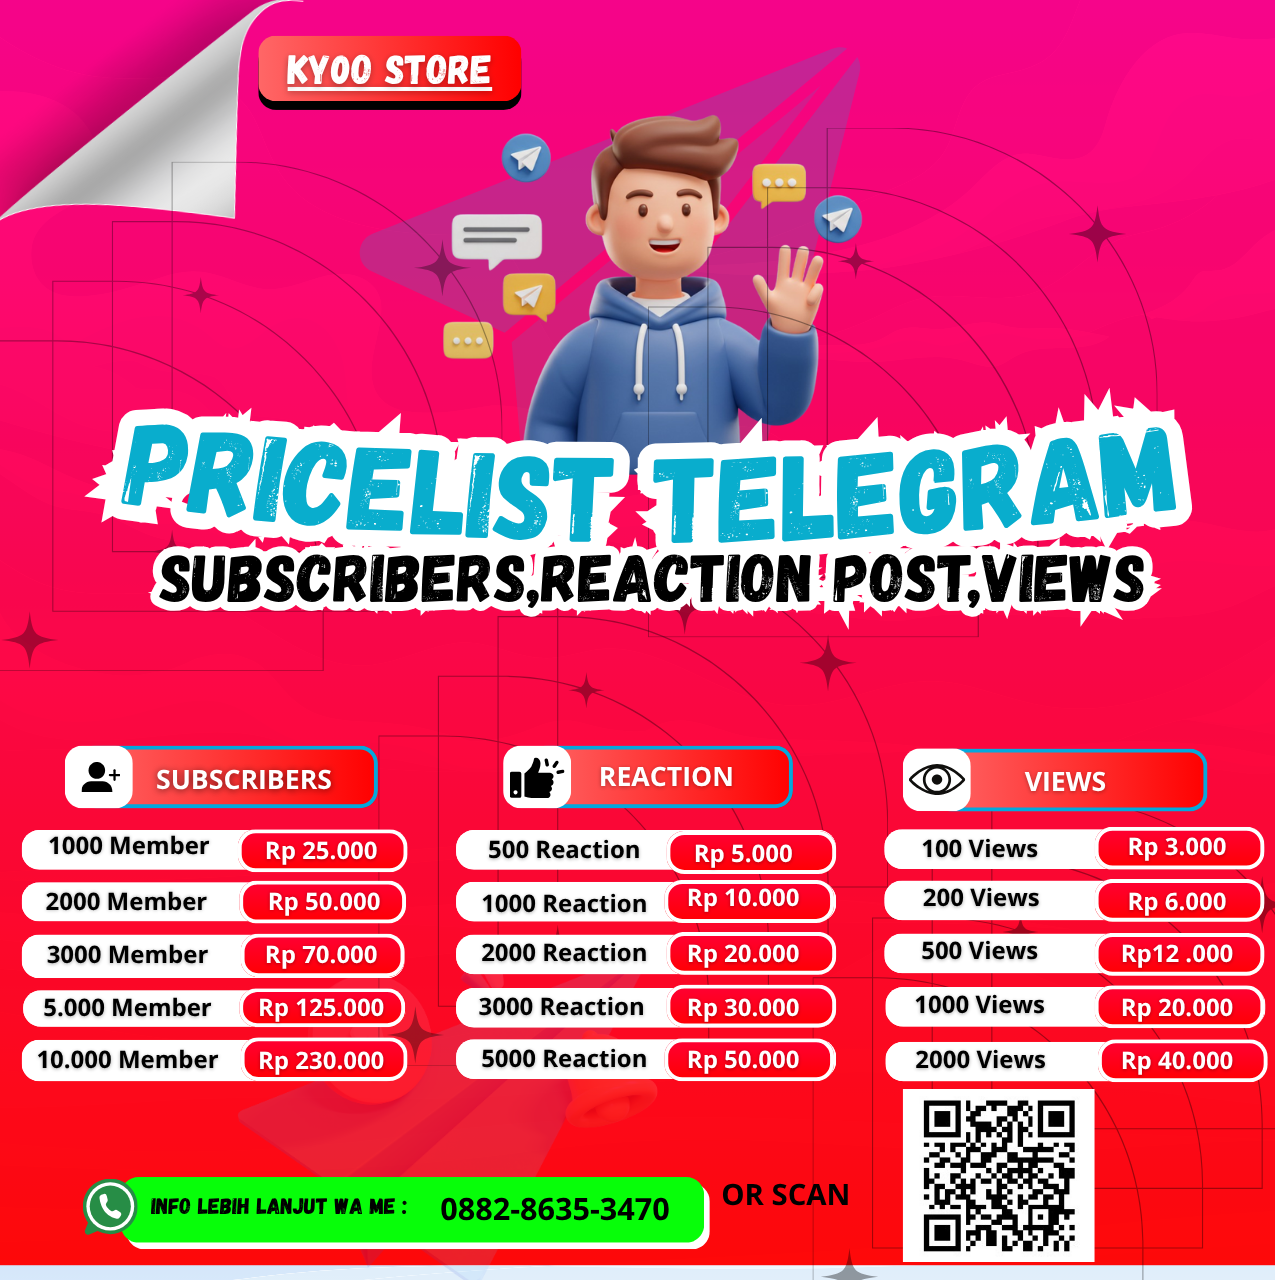 KYOO STORE
PRICELIST TELEGRAM
SUBSCRIBERS,REACTION POST,VIEWS
SUBSCRIBERS
1000 Member Rp 25.000
2000 Member Rp 50.000
3000 Member Rp 70.000
5.000 Member Rp 125.000
10.000 Member Rp 230.000
REACTION
500 Reaction Rp 5.000
1000 Reaction Rp 10.000
2000 Reaction Rp 20.000
3000 Reaction Rp 30.000
5000 Reaction Rp 50.000
VIEWS
100 Views Rp 3.000
200 Views Rp 6.000
500 Views Rp12 .000
1000 Views Rp 20.000
2000 Views Rp 40.000
INFO LEBIH LANJUT WA ME : 0882-8635-3470
OR SCAN